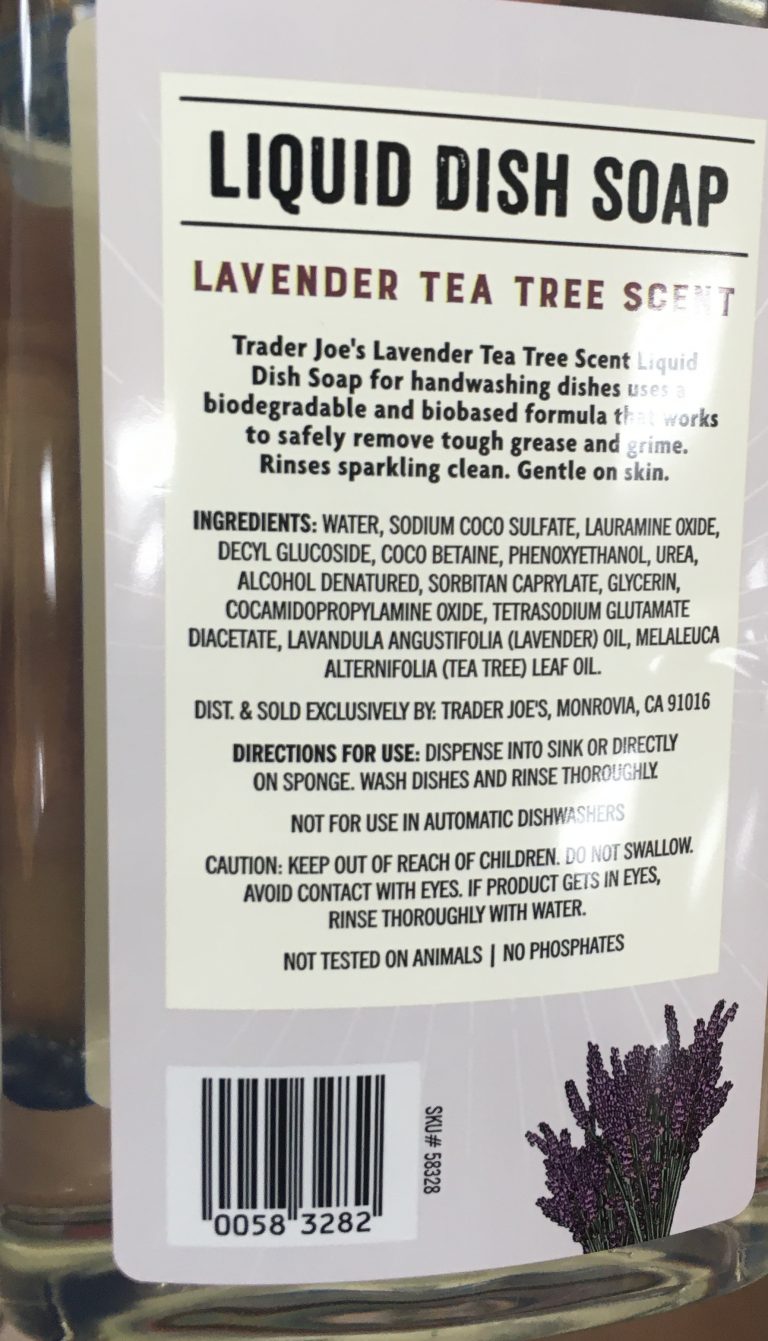 LIQUID DISH SOAP
LAVENDER TEA TREE SCENT
Trader Joe's Lavender Tea Tree Scent Liquid
Dish Soap for handwashing dishes uses a
biodegradable and biobased formula that works
to safely remove tough grease and grime.
Rinses sparkling clean. Gentle on skin.
INGREDIENTS: WATER, SODIUM COCO SULFATE, LAURAMINE OXIDE,
DECYL GLUCOSIDE, COCO BETAINE, PHENOXYETHANOL, UREA,
ALCOHOL DENATURED, SORBITAN CAPRYLATE, GLYCERIN,
COCAMIDOPROPYLAMINE OXIDE, TETRASODIUM GLUTAMATE
DIACETATE, LAVANDULA ANGUSTIFOLIA (LAVENDER) OIL, MELALEUCA
ALTERNIFOLIA (TEA TREE) LEAF OIL.
DIST. & SOLD EXCLUSIVELY BY: TRADER JOE'S, MONROVIA, CA 91016
DIRECTIONS FOR USE: DISPENSE INTO SINK OR DIRECTLY
ON SPONGE. WASH DISHES AND RINSE THOROUGHLY.
NOT FOR USE IN AUTOMATIC DISHWASHERS
CAUTION: KEEP OUT OF REACH OF CHILDREN. DO NOT SWALLOW.
AVOID CONTACT WITH EYES. IF PRODUCT GETS IN EYES,
RINSE THOROUGHLY WITH WATER.
NOT TESTED ON ANIMALS | NO PHOSPHATES
SKU# 58328
0058 3282